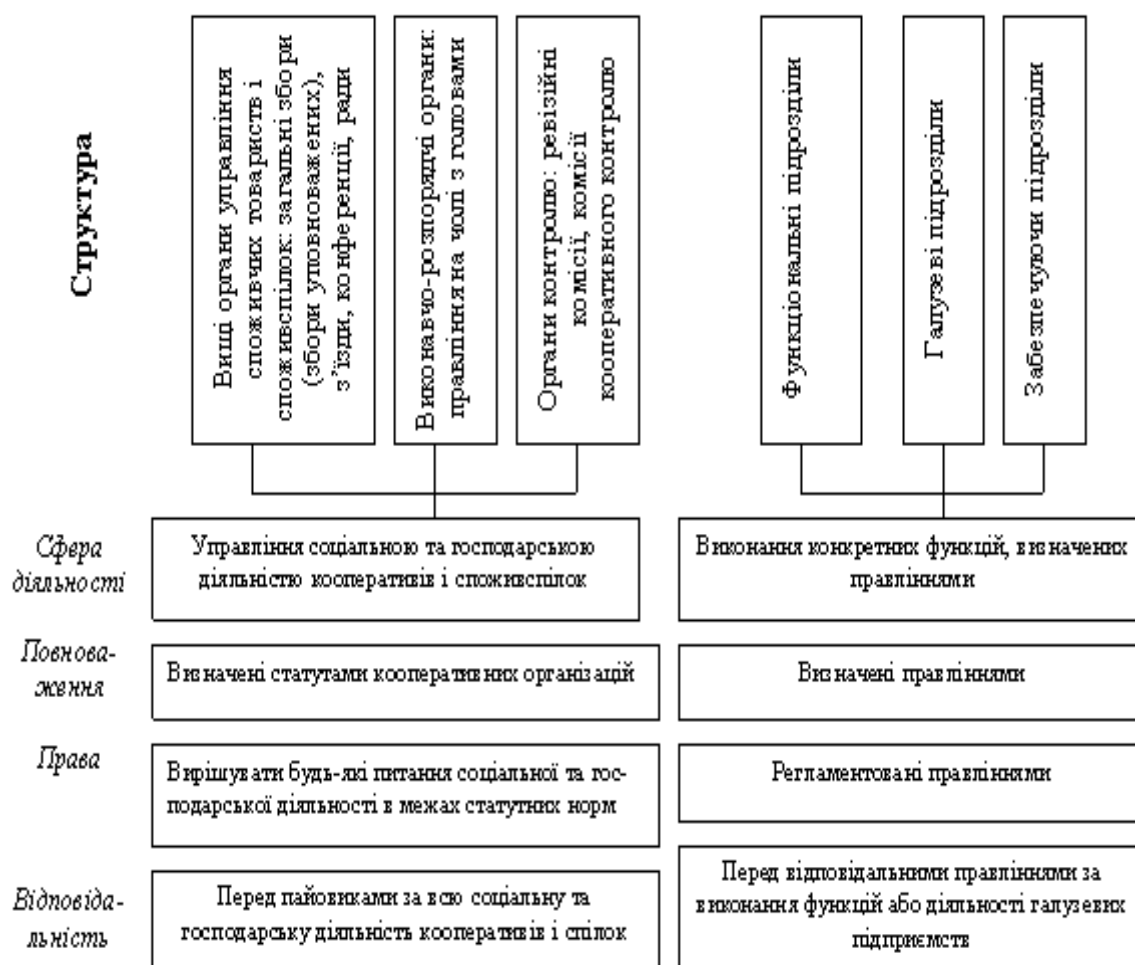 Структура
Вищі органи управління
споживчих товариств і
споживспілок: загальні збори
(збори уповноважених),
з’їзди, конференції, ради
Виконавчо-розпорядчі органи:
правління на чолі з головами
Органи контролю: ревізійні
комісії, комісії
кооперативного контролю
Функціональні підрозділи
Галузеві підрозділи
Забезпечуючи підрозділи
Сфера
діяльності
Управління соціальною та господарською
діяльністю кооперативів і споживспілок
Виконання конкретних функцій, визначених
правліннями
Повнова-
ження
Визначені статутами кооперативних організацій
Визначені правліннями
Права
Вирішувати будь-які питання соціальної та гос-
подарської діяльності в межах статутних норм
Регламентовані правліннями
Відповіда-
льність
Перед пайовиками за всю соціальну та
господарську діяльність кооперативів і спілок
Перед відповідальними правліннями за
виконання функцій або діяльності галузевих
підприємств